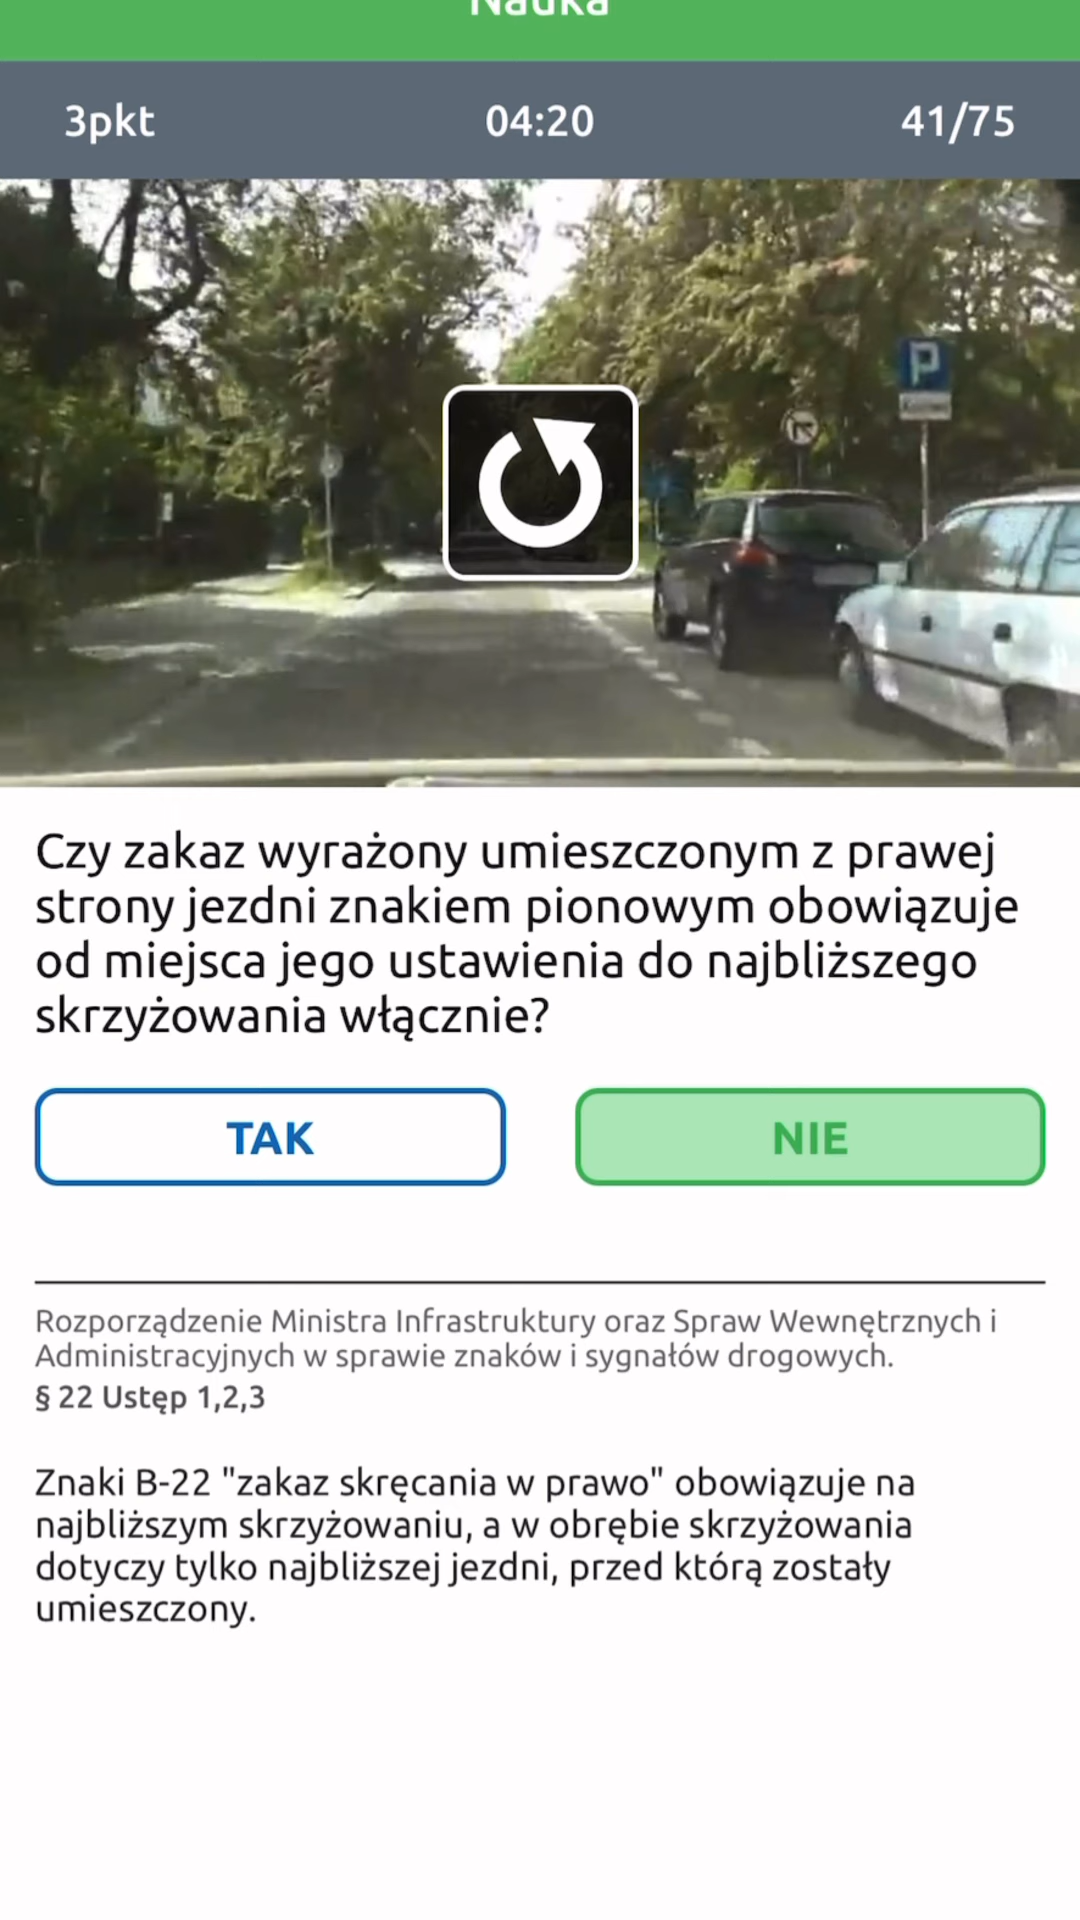 Nauka
3pkt 04:20 41/75
P
Czy zakaz wyrażony umieszczonym z prawej
strony jezdni znakiem pionowym obowiązuje
od miejsca jego ustawienia do najbliższego
skrzyżowania włącznie?
TAK NIE
Rozporządzenie Ministra Infrastruktury oraz Spraw Wewnętrznych i
Administracyjnych w sprawie znaków i sygnałów drogowych.
§ 22 Ustęp 1,2,3
Znaki B-22 "zakaz skręcania w prawo" obowiązuje na
najbliższym skrzyżowaniu, a w obrębie skrzyżowania
dotyczy tylko najbliższej jezdni, przed którą zostały
umieszczony.